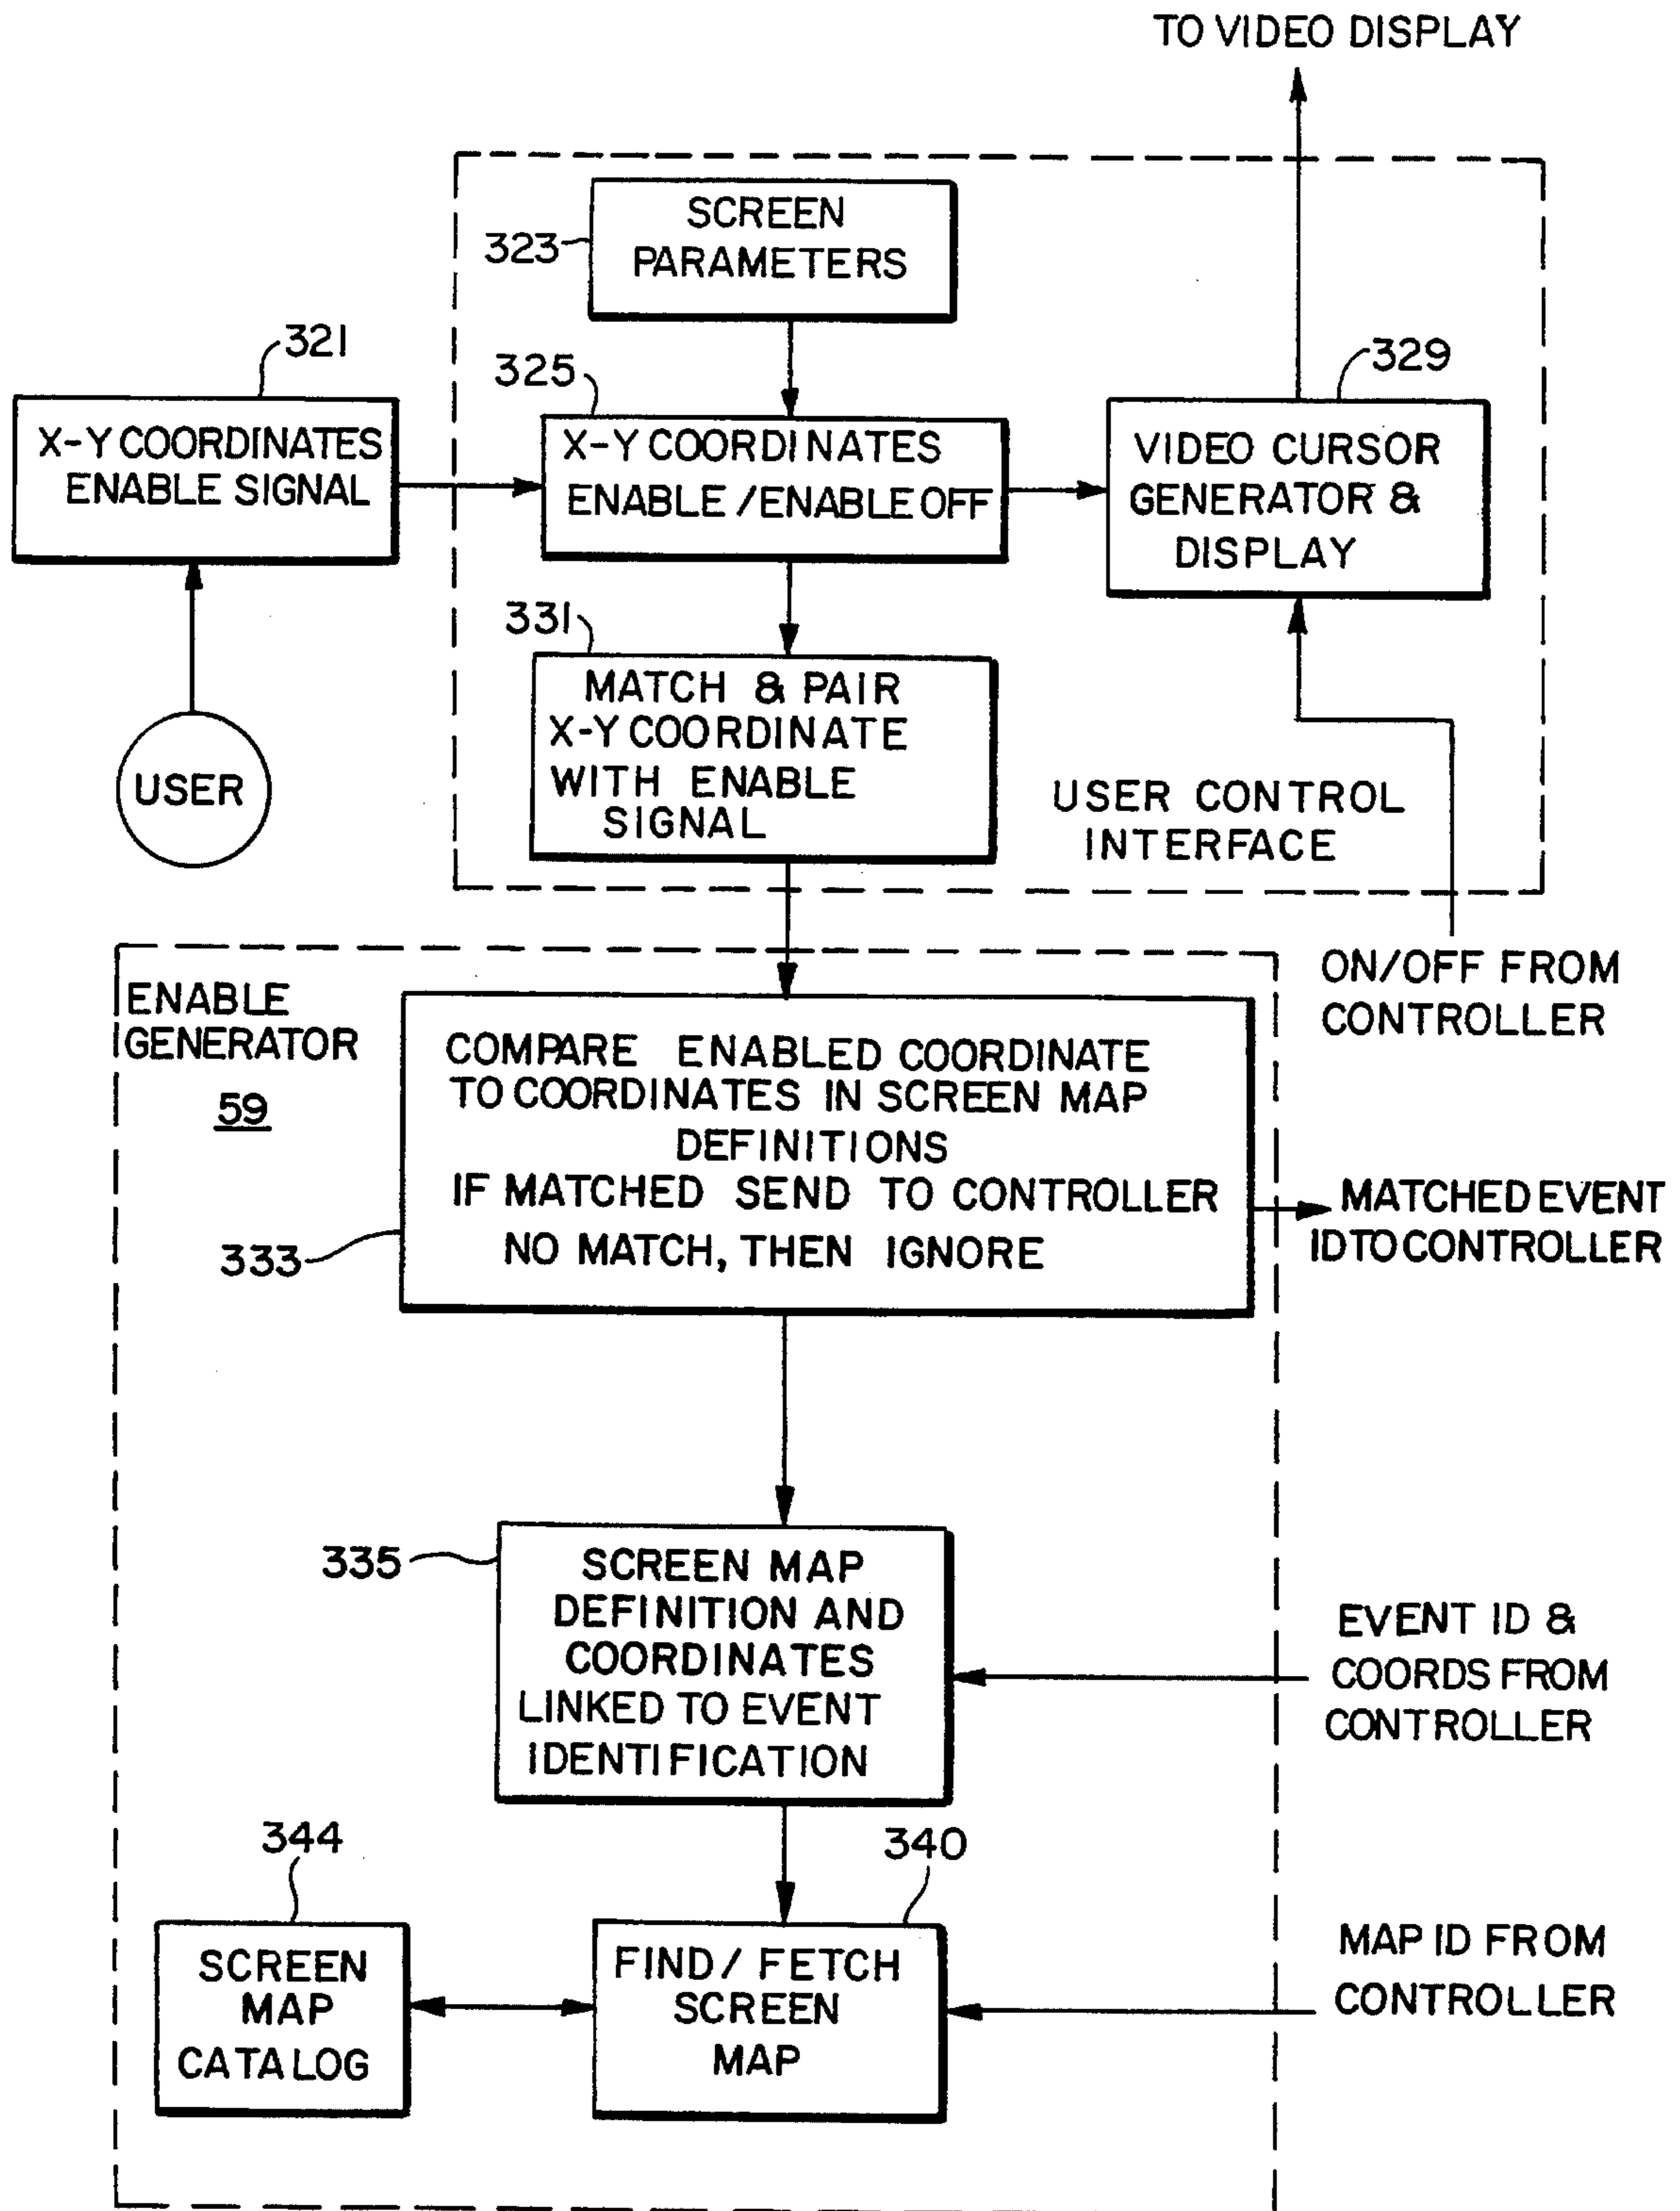 TO VIDEO DISPLAY
SCREEN
PARAMETERS
323
321
325
329
X-Y COORDINATES
ENABLE SIGNAL
X-Y COORDINATES
ENABLE/ENABLE OFF
VIDEO CURSOR
GENERATOR &
DISPLAY
331
MATCH & PAIR
X-Y COORDINATE
WITH ENABLE
SIGNAL
USER
USER CONTROL
INTERFACE
ON/OFF FROM
CONTROLLER
ENABLE
GENERATOR
59
COMPARE ENABLED COORDINATE
TO COORDINATES IN SCREEN MAP
DEFINITIONS
IF MATCHED SEND TO CONTROLLER
NO MATCH, THEN IGNORE
333
MATCHED EVENT
ID TO CONTROLLER
335
SCREEN MAP
DEFINITION AND
COORDINATES
LINKED TO EVENT
IDENTIFICATION
EVENT ID &
COORDS FROM
CONTROLLER
344
340
SCREEN
MAP
CATALOG
FIND/FETCH
SCREEN
MAP
MAP ID FROM
CONTROLLER